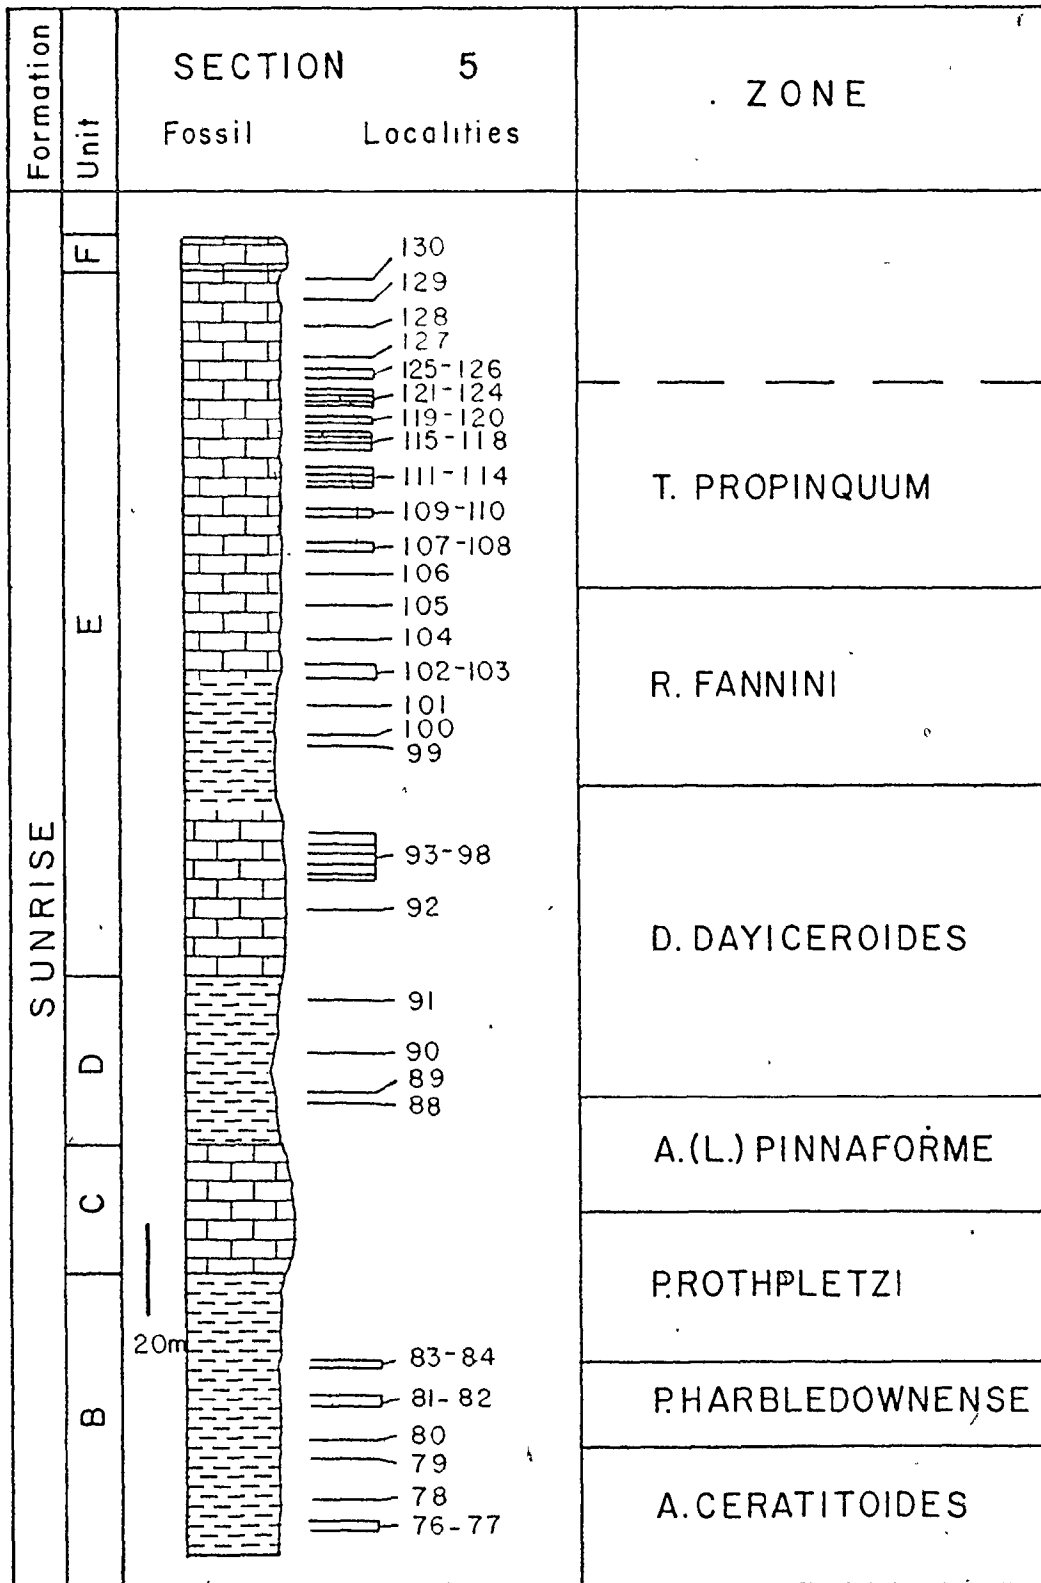 Formation
Unit
SECTION 5
Fossil Localities
ZONE
SUNRISE
F
E
D
C
B
20m
130
129
128
127
125-126
121-124
119-120
115-118
111-114
109-110
107-108
106
105
104
102-103
101
100
99
93-98
92
91
90
89
88
83-84
81-82
80
79
78
76-77
T. PROPINQUUM
R. FANNINI
D. DAYICEROIDES
A.(L.) PINNAFORME
P. ROTHPLETZI
P. HARBLEDOWNENSE
A. CERATITOIDES